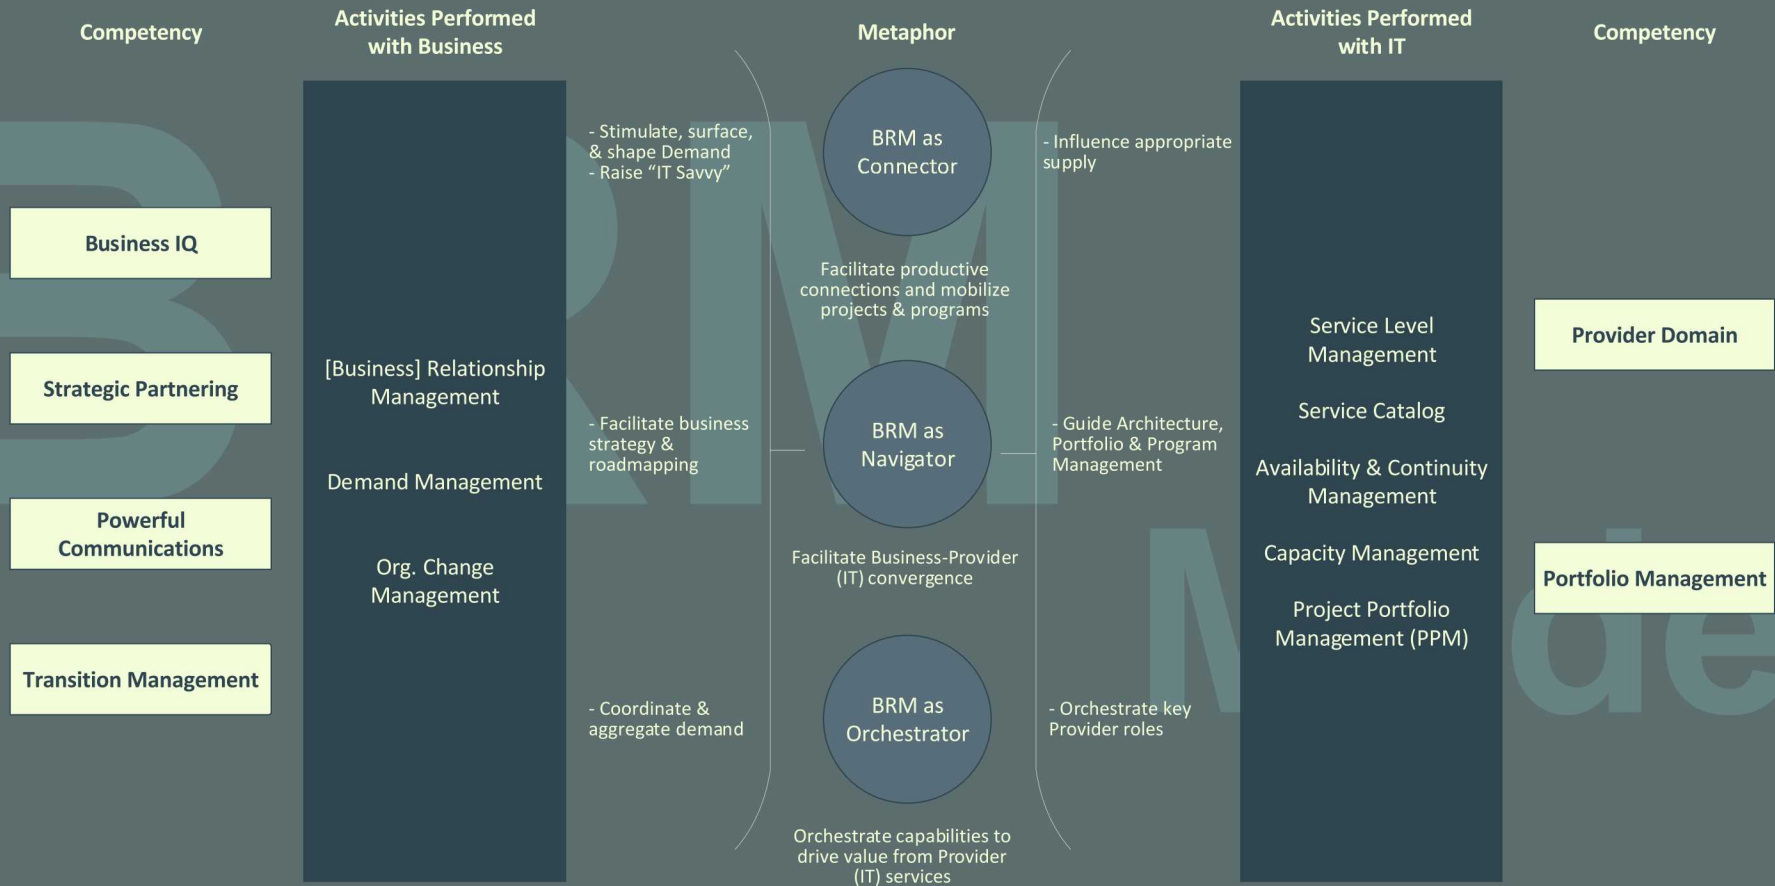 Competency
Activities Performed
with Business
Metaphor
Activities Performed
with IT
Competency
Business IQ
Strategic Partnering
Powerful
Communications
Transition Management
[Business] Relationship
Management
Demand Management
Org. Change
Management
- Stimulate, surface,
& shape Demand
- Raise “IT Savvy”
- Facilitate business
strategy &
roadmapping
- Coordinate &
aggregate demand
BRM as
Connector
Facilitate productive
connections and mobilize
projects & programs
BRM as
Navigator
Facilitate Business-Provider
(IT) convergence
BRM as
Orchestrator
Orchestrate capabilities to
drive value from Provider
(IT) services
- Influence appropriate
supply
- Guide Architecture,
Portfolio & Program
Management
- Orchestrate key
Provider roles
Service Level
Management
Service Catalog
Availability & Continuity
Management
Capacity Management
Project Portfolio
Management (PPM)
Provider Domain
Portfolio Management
BRM